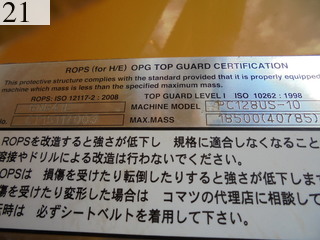 21
ROPS (for H/E) OPG TOP GUARD CERTIFICATION
This protective structure complies with the standard provided that it is properly equipped
machine which mass is less than the specified maximum mass.
ROPS: ISO 12117-2 : 2008 TOP GUARD LEVEL I ISO 10262 : 1998
MACHINE MODEL PC128US-10
No. MAX.MASS 18500(40785)
ROPSを改造すると強さが低下し 規格に適合しなくなること
溶接やドリルによる改造は行わないでください。
OPSは 損傷を受けたり転倒したりすると強さが低下します
傷を受けたり変形した場合は コマツの代理店に相談して
転時は 必ずシートベルトを着用して下さい。